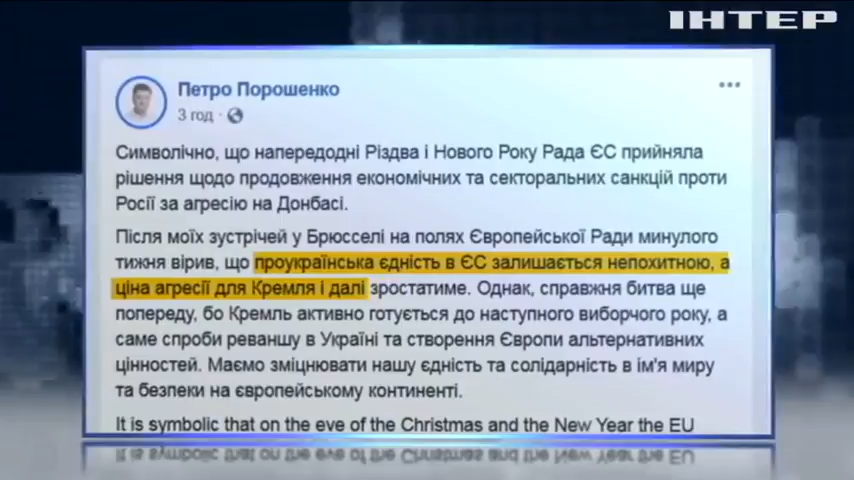 ІНТЕР
Петро Порошенко
3 год ·
Символічно, що напередодні Різдва і Нового Року Рада ЄС прийняла
рішення щодо продовження економічних та секторальних санкцій проти
Росії за агресію на Донбасі.
Після моїх зустрічей у Брюсселі на полях Європейської Ради минулого
тижня вірив, що проукраїнська єдність в ЄС залишається непохитною, а
ціна агресії для Кремля і далі зростатиме. Однак, справжня битва ще
попереду, бо Кремль активно готується до наступного виборчого року, а
саме спроби реваншу в Україні та створення Європи альтернативних
цінностей. Маємо зміцнювати нашу єдність та солідарність в ім'я миру
та безпеки на європейському континенті.
It is symbolic that on the eve of the Christmas and the New Year the EU